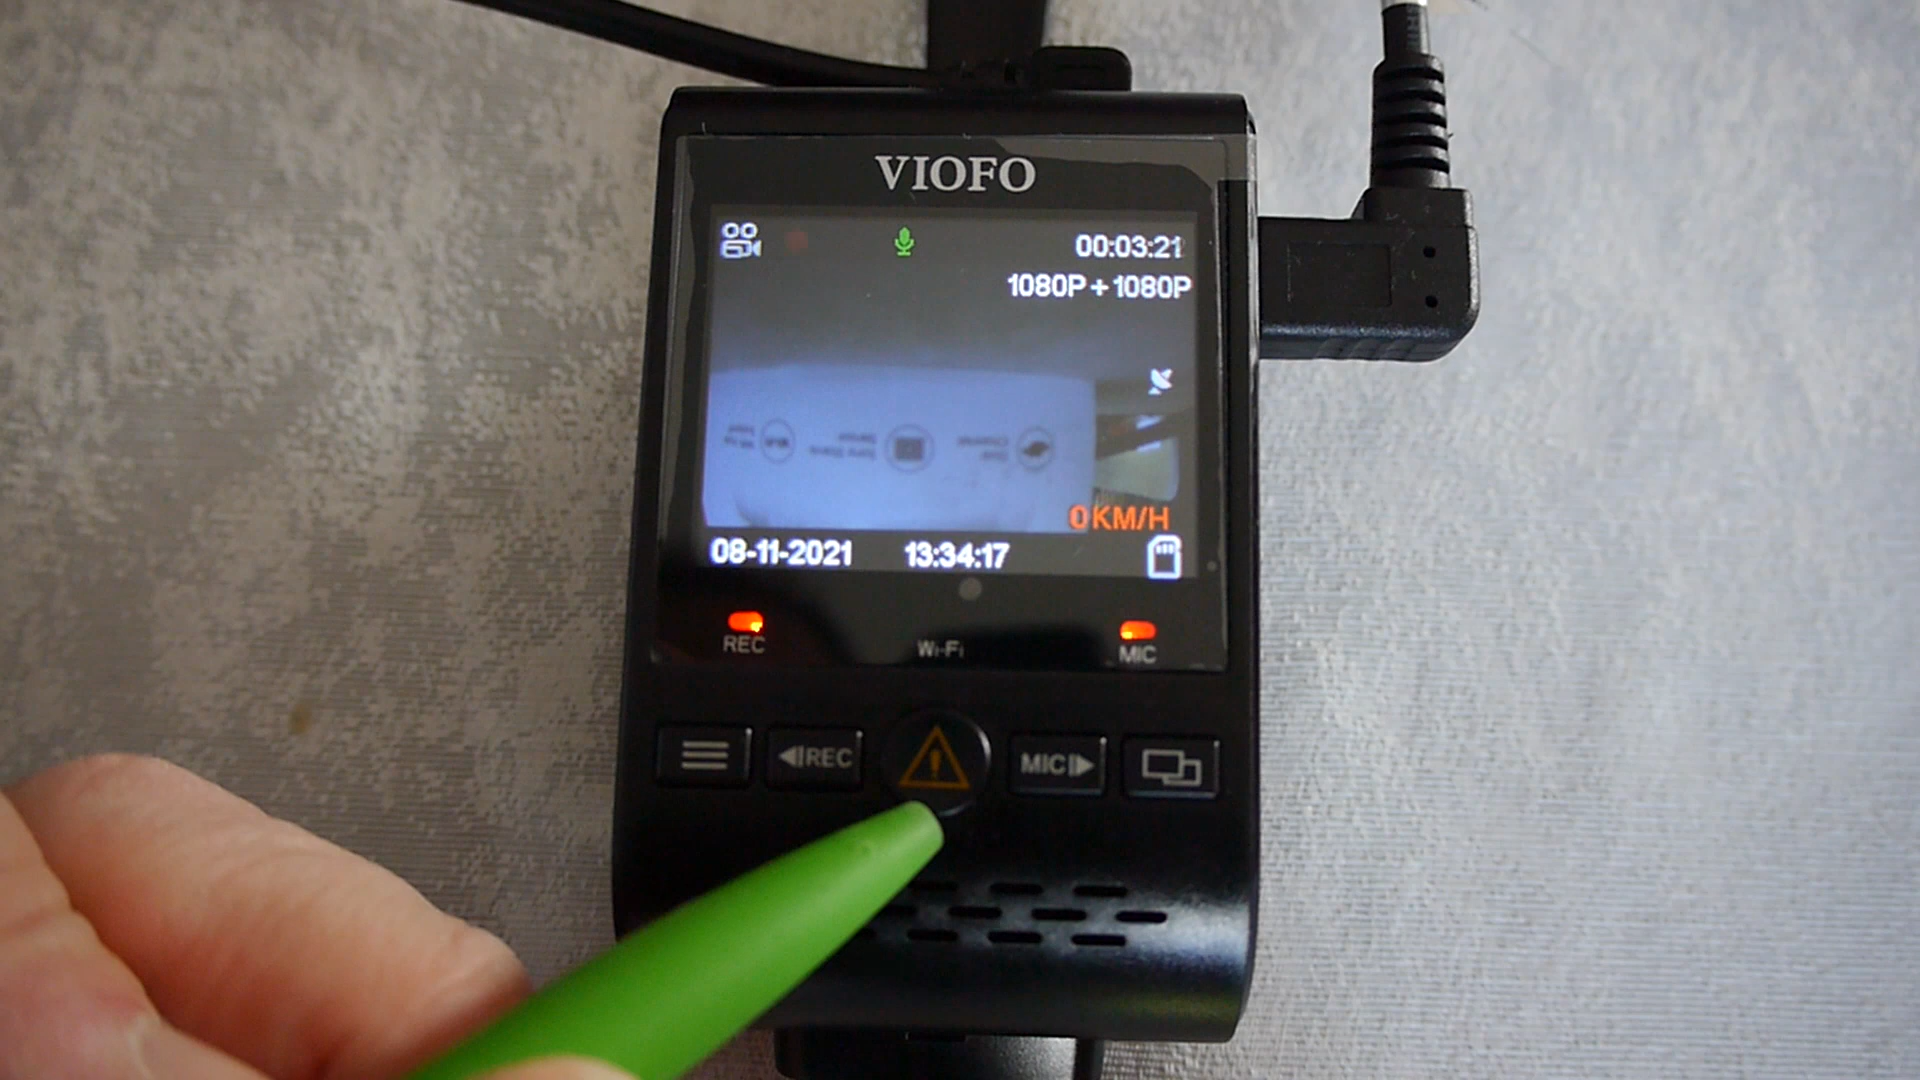 VIOFO
00:03:21
1080P+1080P
0KM/H
08-11-2021 13:34:17
REC Wi-Fi MIC
REC MIC